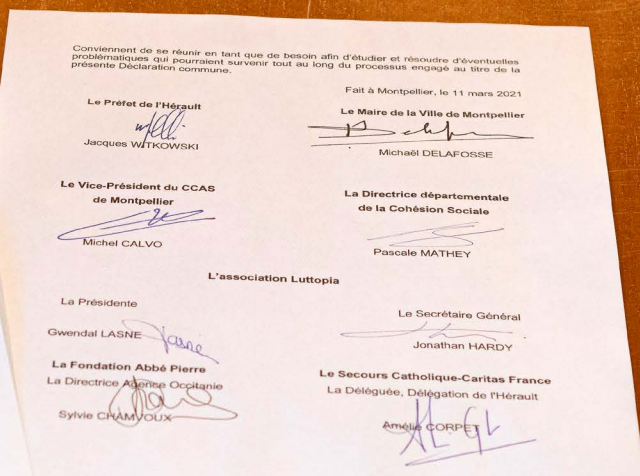 Conviennent de se réunir en tant que de besoin afin d'étudier et résoudre d'éventuelles
problématiques qui pourraient survenir tout au long du processus engagé au titre de la
présente Déclaration commune.
Fait à Montpellier, le 11 mars 2021
Le Préfet de l'Hérault
Jacques WITKOWSKI
Le Maire de la Ville de Montpellier
Michaël DELAFOSSE
Le Vice-Président du CCAS
de Montpellier
Michel CALVO
La Directrice départementale
de la Cohésion Sociale
Pascale MATHEY
L'association Luttopia
La Présidente
Gwendal LASNE
Le Secrétaire Général
Jonathan HARDY
La Fondation Abbé Pierre
La Directrice Agence Occitanie
Sylvie CHAMVOUX
Le Secours Catholique-Caritas France
La Déléguée, Délégation de l'Hérault
Amélie CORPET